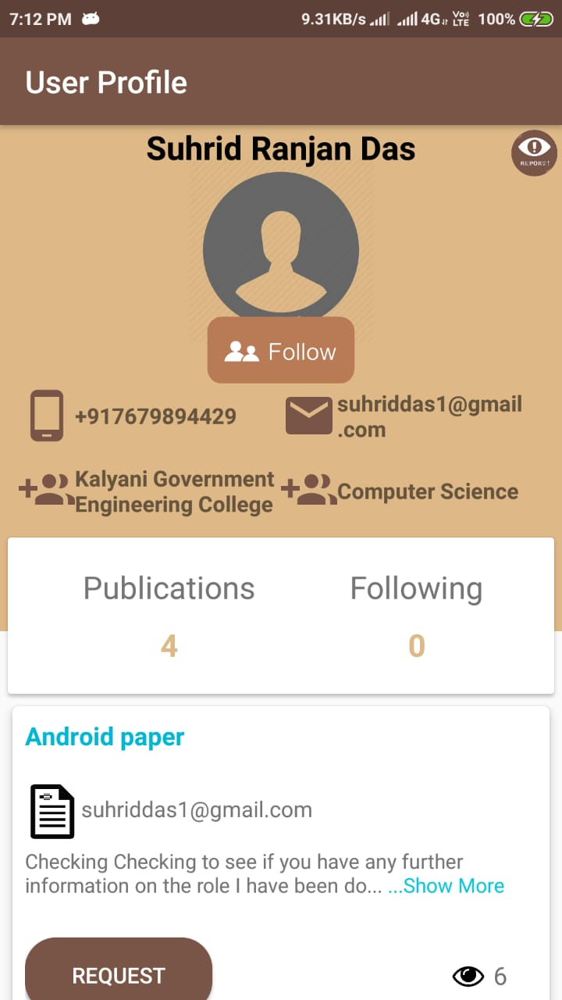 7:12 PM 9.31KB/s 4G Vo) LTE 100%
User Profile
Suhrid Ranjan Das
REPORT!
Follow
+917679894429
suhriddas1@gmail
.com
Kalyani Government
Engineering College
Computer Science
Publications Following
4 0
Android paper
suhriddas1@gmail.com
Checking Checking to see if you have any further
information on the role I have been do... ...Show More
REQUEST 6